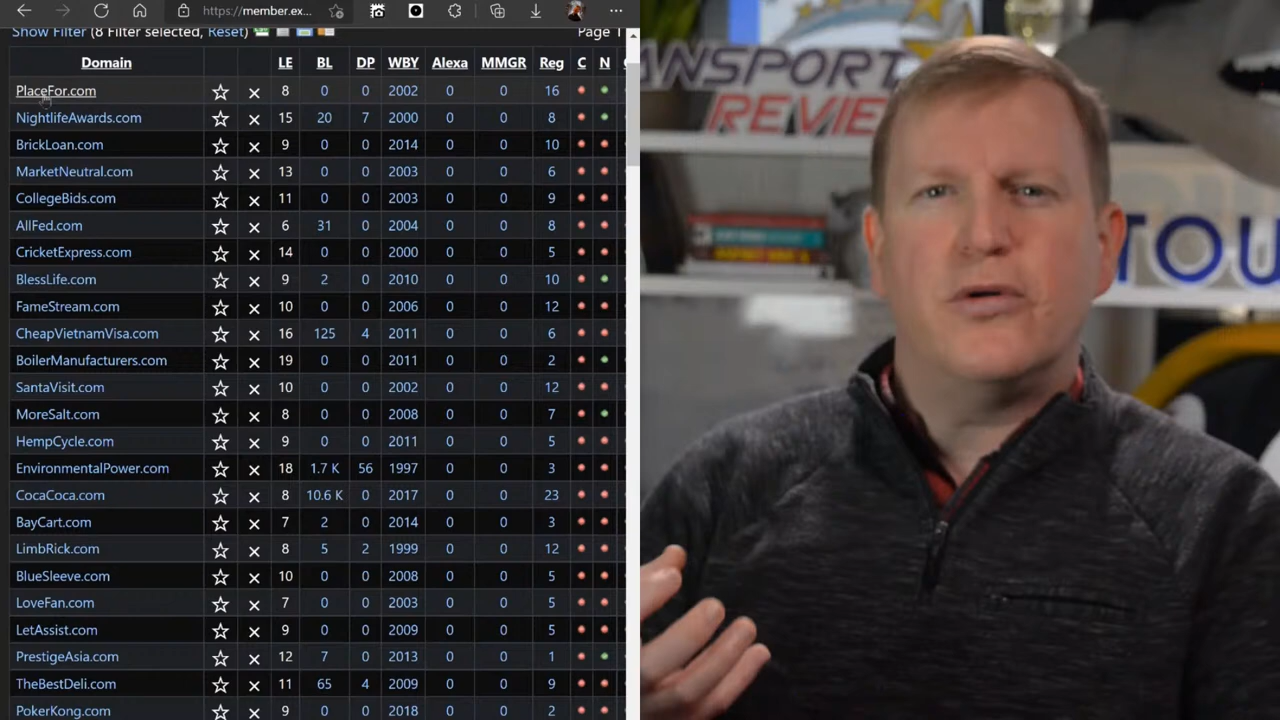 https://member.ex...
Show Filter (8 Filter selected, Reset)
Page 1
Domain LE BL DP WBY Alexa MMGR Reg C N
PlaceFor.com 8 0 0 2002 0 0 16
NightlifeAwards.com 15 20 7 2000 0 0 8
BrickLoan.com 9 0 0 2014 0 0 10
MarketNeutral.com 13 0 0 2003 0 0 6
CollegeBids.com 11 0 0 2003 0 0 9
AllFed.com 6 31 0 2004 0 0 8
CricketExpress.com 14 0 0 2000 0 0 5
BlessLife.com 9 2 0 2010 0 0 10
FameStream.com 10 0 0 2006 0 0 12
CheapVietnamVisa.com 16 125 4 2011 0 0 6
BoilerManufacturers.com 19 0 0 2011 0 0 2
SantaVisit.com 10 0 0 2002 0 0 12
MoreSalt.com 8 0 0 2008 0 0 7
HempCycle.com 9 0 0 2011 0 0 5
EnvironmentalPower.com 18 1.7 K 56 1997 0 0 3
CocaCoca.com 8 10.6 K 0 2017 0 0 23
BayCart.com 7 2 0 2014 0 0 3
LimbRick.com 8 5 2 1999 0 0 12
BlueSleeve.com 10 0 0 2008 0 0 5
LoveFan.com 7 0 0 2003 0 0 5
LetAssist.com 9 0 0 2009 0 0 5
PrestigeAsia.com 12 7 0 2013 0 0 1
TheBestDeli.com 11 65 4 2009 0 0 9
PokerKong.com 9 0 0 2018 0 0 2
ANSPORT
REVIE
TOU